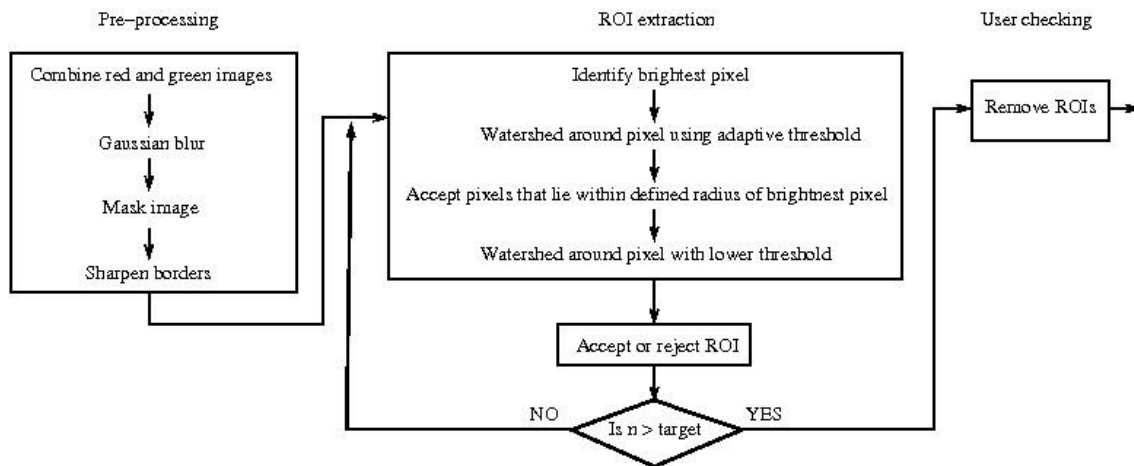 Pre-processing
Combine red and green images
Gaussian blur
Mask image
Sharpen borders
ROI extraction
Identify brightest pixel
Watershed around pixel using adaptive threshold
Accept pixels that lie within defined radius of brightnest pixel
Watershed around pixel with lower threshold
Accept or reject ROI
NO
Is n > target
YES
User checking
Remove ROIs